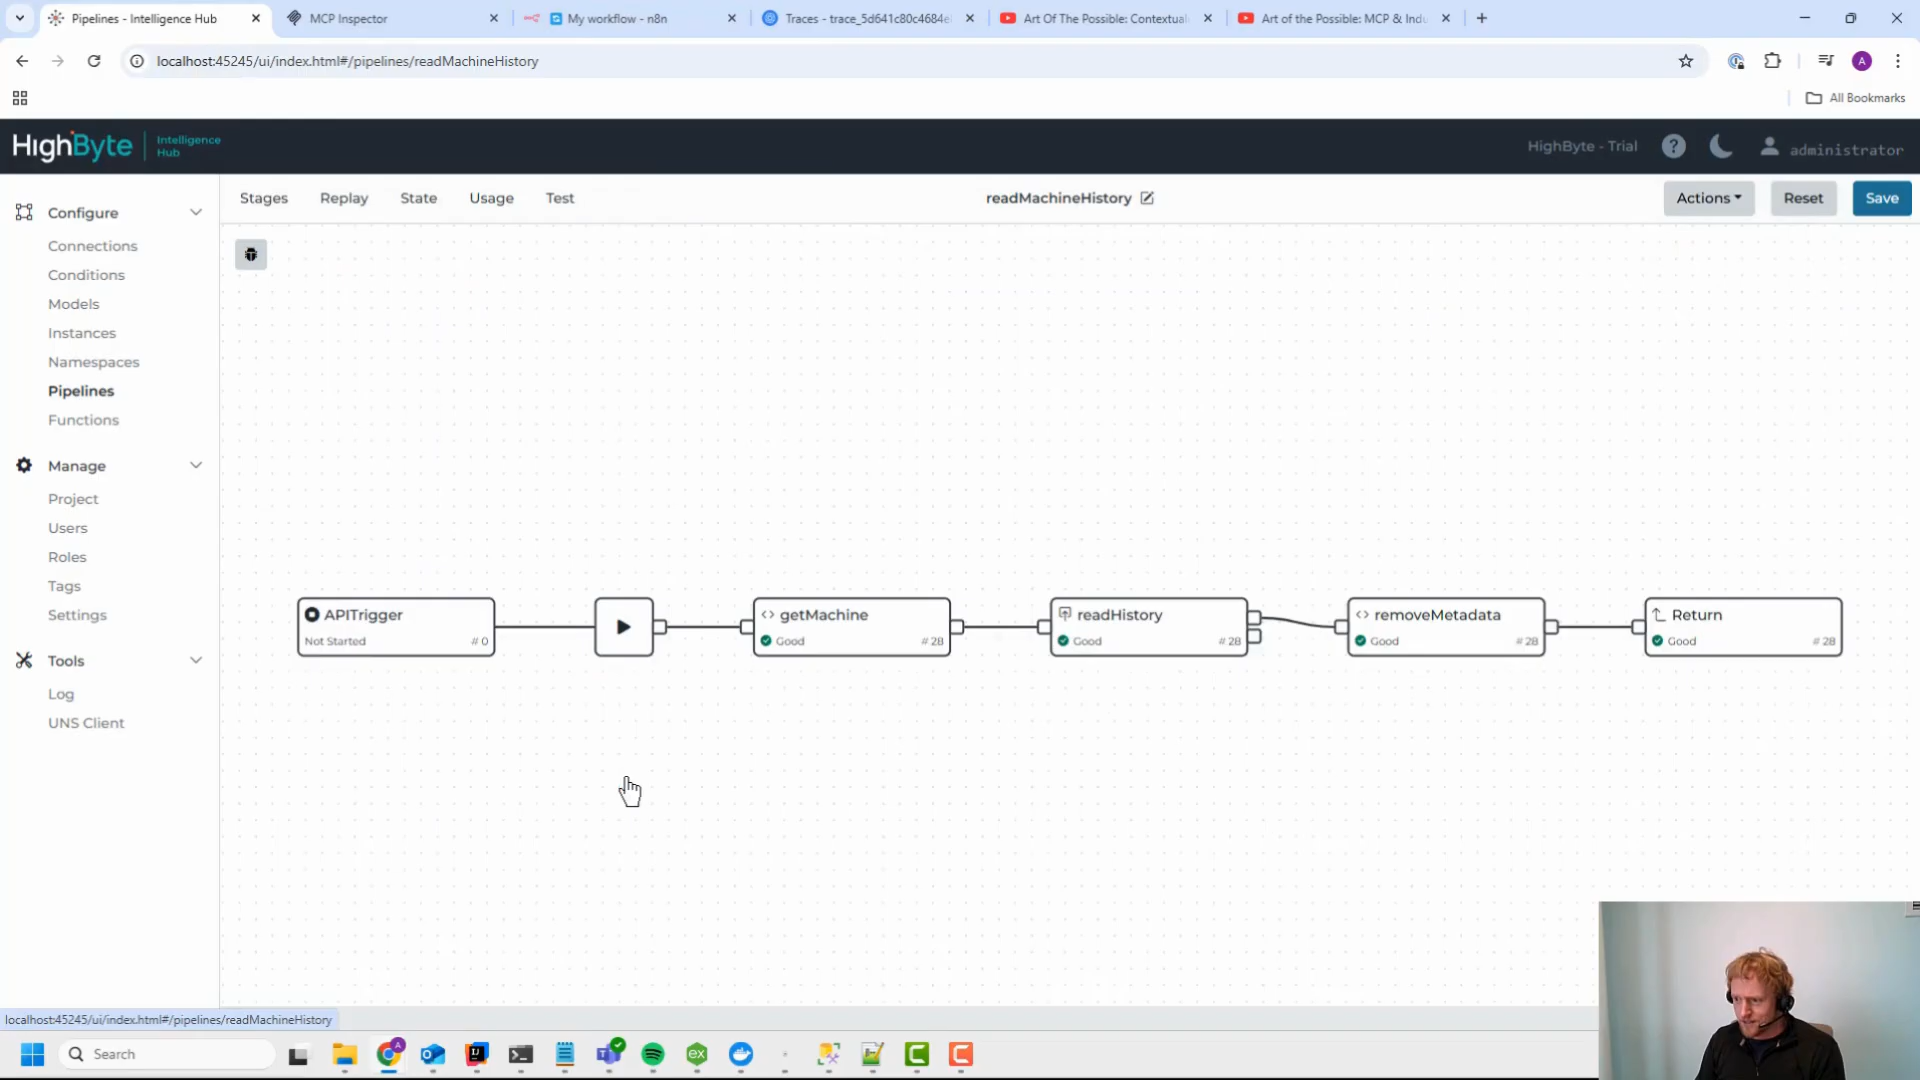 Pipelines - Intelligence Hub
MCP Inspector
My workflow - n8n
Traces - trace_5d641c80c4684e
Art Of The Possible: Contextual
Art of the Possible: MCP & Indu
localhost:45245/ui/index.html#/pipelines/readMachineHistory
A
All Bookmarks
HighByte
Intelligence
Hub
HighByte - Trial
?
administrator
Configure
Connections
Conditions
Models
Instances
Namespaces
Pipelines
Functions
Manage
Project
Users
Roles
Tags
Settings
Tools
Log
UNS Client
Stages
Replay
State
Usage
Test
readMachineHistory
Actions
Reset
Save
APITrigger
Not Started
# 0
getMachine
Good
# 28
readHistory
Good
# 28
removeMetadata
Good
# 28
Return
Good
# 28
localhost:45245/ui/index.html#/pipelines/readMachineHistory
Search
A
ex